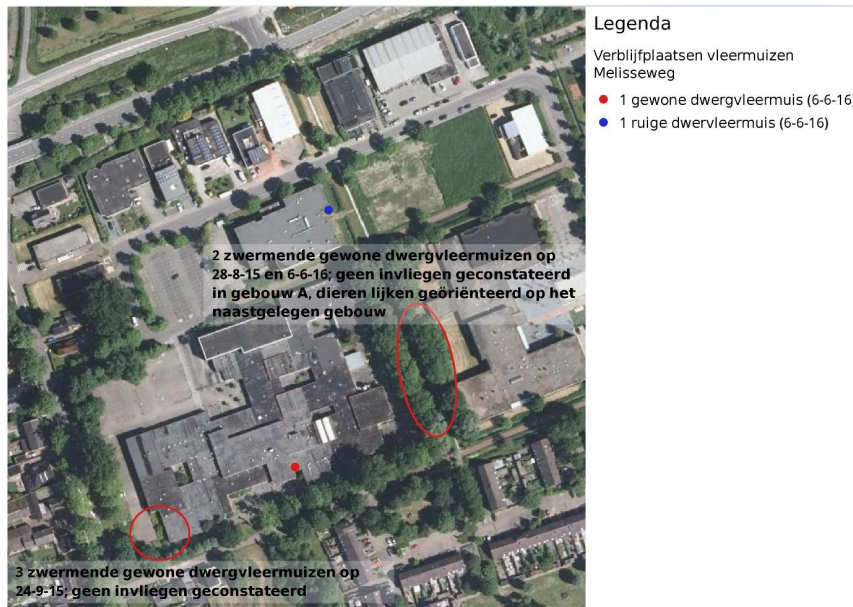 Legenda
Verblijfplaatsen vleermuizen
Melisseweg
1 gewone dwergvleermuis (6-6-16)
1 ruige dwervleermuis (6-6-16)
2 zwermende gewone dwergvleermuizen op
28-8-15 en 6-6-16; geen invliegen geconstateerd
in gebouw A, dieren lijken geöriënteerd op het
naastgelegen gebouw
3 zwermende gewone dwergvleermuizen op
24-9-15; geen invliegen geconstateerd